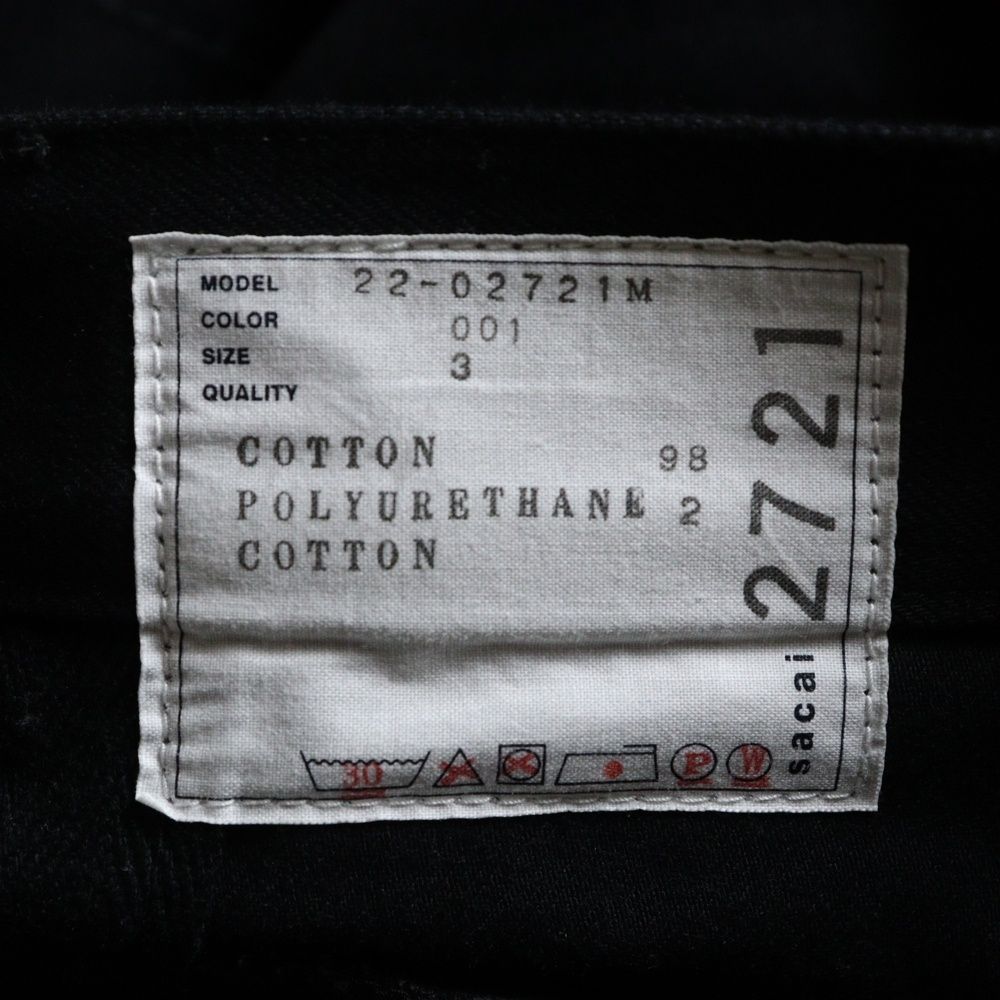 MODEL 22-02721M
COLOR 001
SIZE 3
QUALITY
COTTON 98
POLYURETHANE 2
COTTON
30 P W
sacai 2721